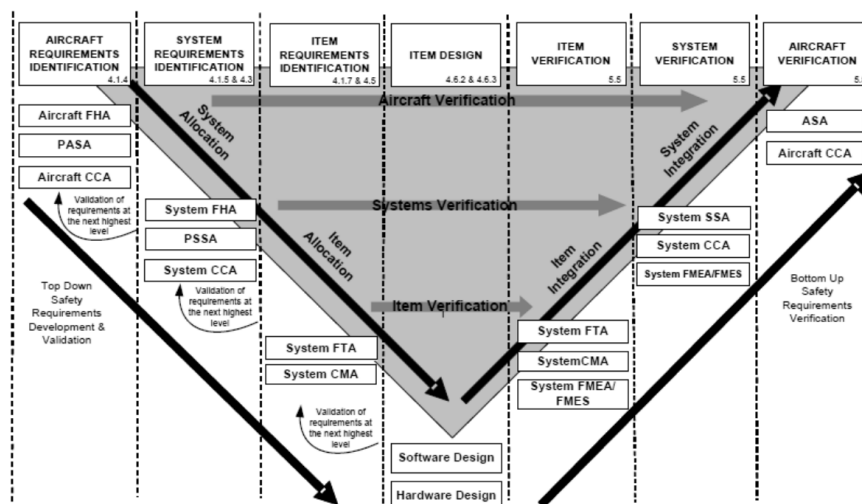 AIRCRAFT
REQUIREMENTS
IDENTIFICATION
4.1.4
SYSTEM
REQUIREMENTS
IDENTIFICATION
4.1.5 & 4.3
ITEM
REQUIREMENTS
IDENTIFICATION
4.1.7 & 4.5
ITEM DESIGN
4.6.2 & 4.6.3
ITEM
VERIFICATION
5.5
SYSTEM
VERIFICATION
5.5
AIRCRAFT
VERIFICATION
Aircraft FHA
PASA
Aircraft CCA
Validation of
requirements at
the next highest
level
System FHA
PSSA
System CCA
Validation of
requirements at
the next highest
level
System FTA
System CMA
Validation of
requirements at
the next highest
level
Top Down
Safety
Requirements
Development &
Validation
System
Allocation
Item
Allocation
Aircraft Verification
Systems Verification
Item Verification
Software Design
Hardware Design
Item
Integration
System
Integration
System FTA
SystemCMA
System FMEA/
FMES
System SSA
System CCA
System FMEA/FMES
ASA
Aircraft CCA
Bottom Up
Safety
Requirements
Verification